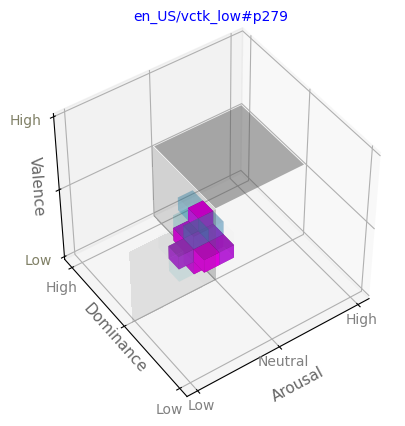 en_US/vctk_low#p279
High
Valence
Low
High
Dominance
Low
Low
Neutral
Arousal
High